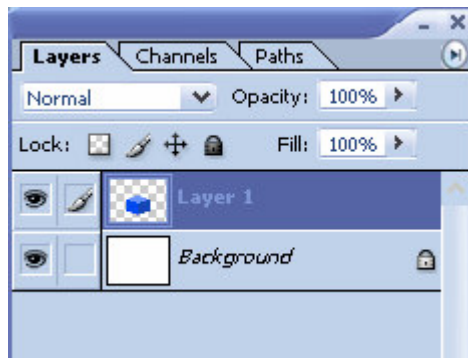 Layers Channels Paths
Normal Opacity: 100%
Lock: Fill: 100%
Layer 1
Background